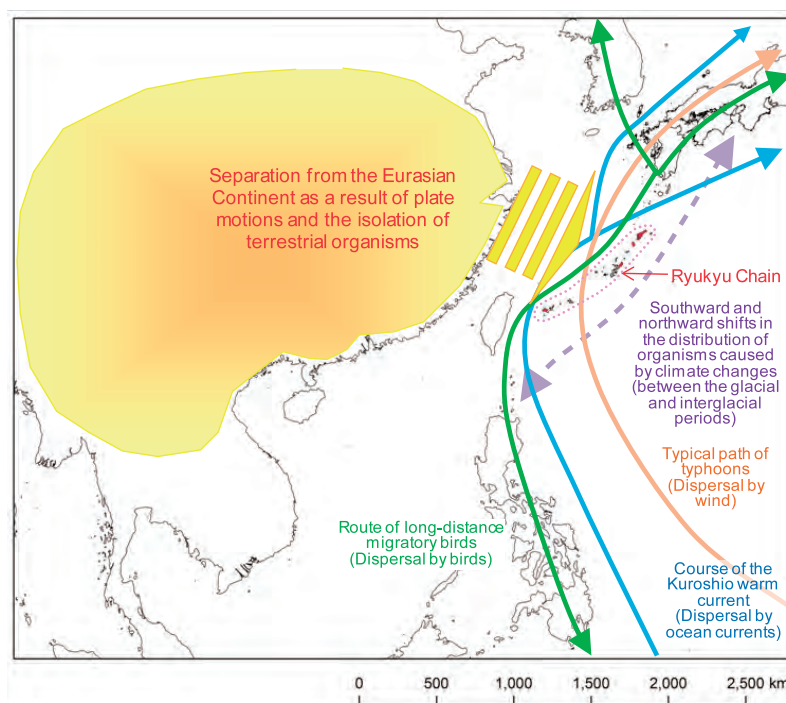 Separation from the Eurasian
Continent as a result of plate
motions and the isolation of
terrestrial organisms
Ryukyu Chain
Southward and
northward shifts in
the distribution of
organisms caused
by climate changes
(between the glacial
and interglacial
periods)
Typical path of
typhoons
(Dispersal by
wind)
Route of long-distance
migratory birds
(Dispersal by birds)
Course of the
Kuroshio warm
current
(Dispersal by
ocean currents)
0 500 1,000 1,500 2,000 2,500 km